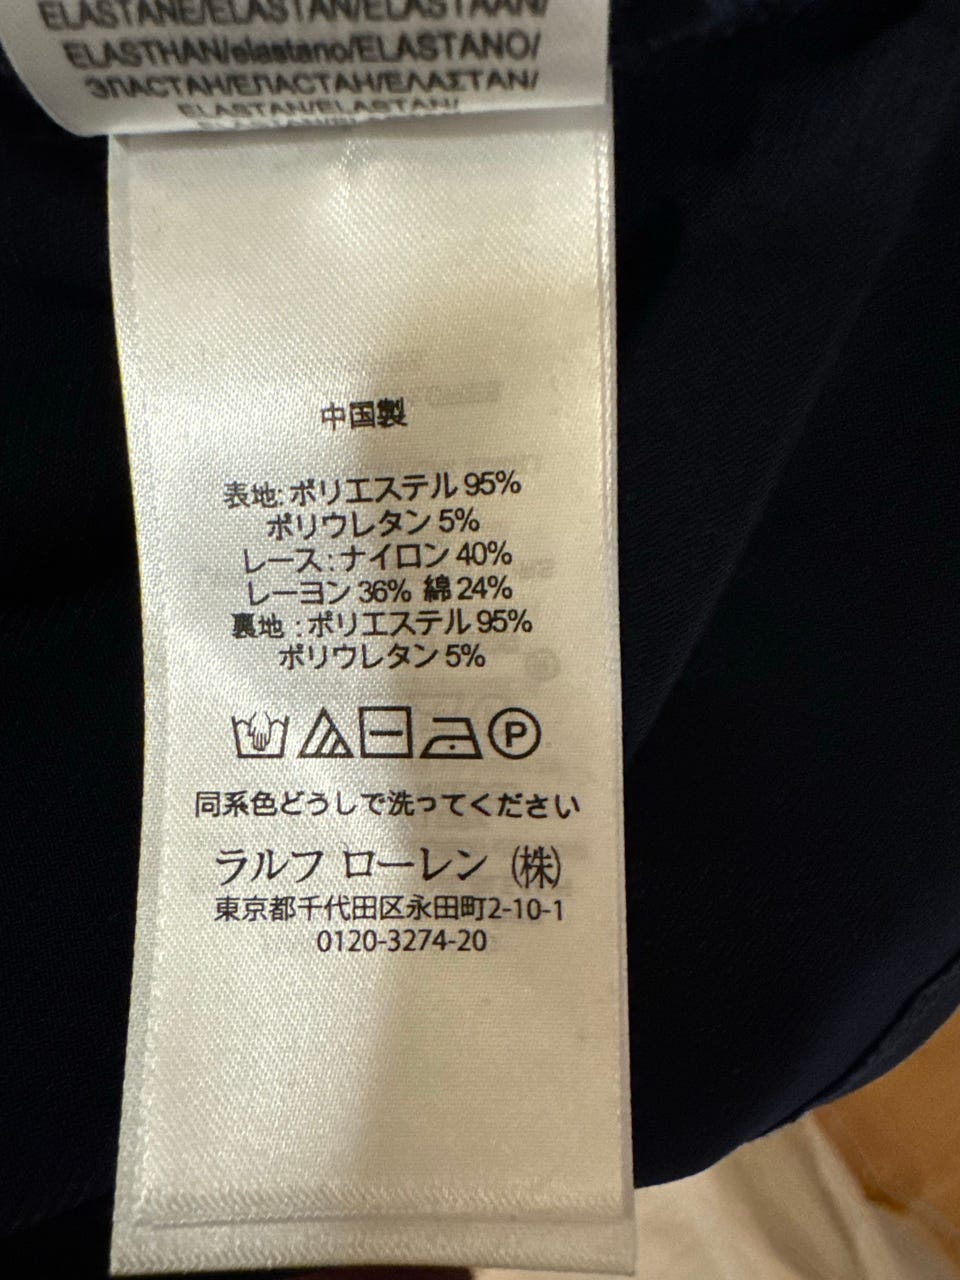 ELASTANE/ELASTAN/ELASTAAN/
ELASTHAN/elastano/ELASTANO/
ЭПАСТАН/ЕПАСТАН/ΕΛΑΣΤΑΝ/
ELASTAN/ELASTAN/
中国製
表地: ポリエステル 95%
ポリウレタン 5%
レース : ナイロン 40%
レーヨン 36% 綿 24%
裏地 : ポリエステル 95%
ポリウレタン 5%
P
同系色どうしで洗ってください
ラルフ ローレン (株)
東京都千代田区永田町2-10-1
0120-3274-20